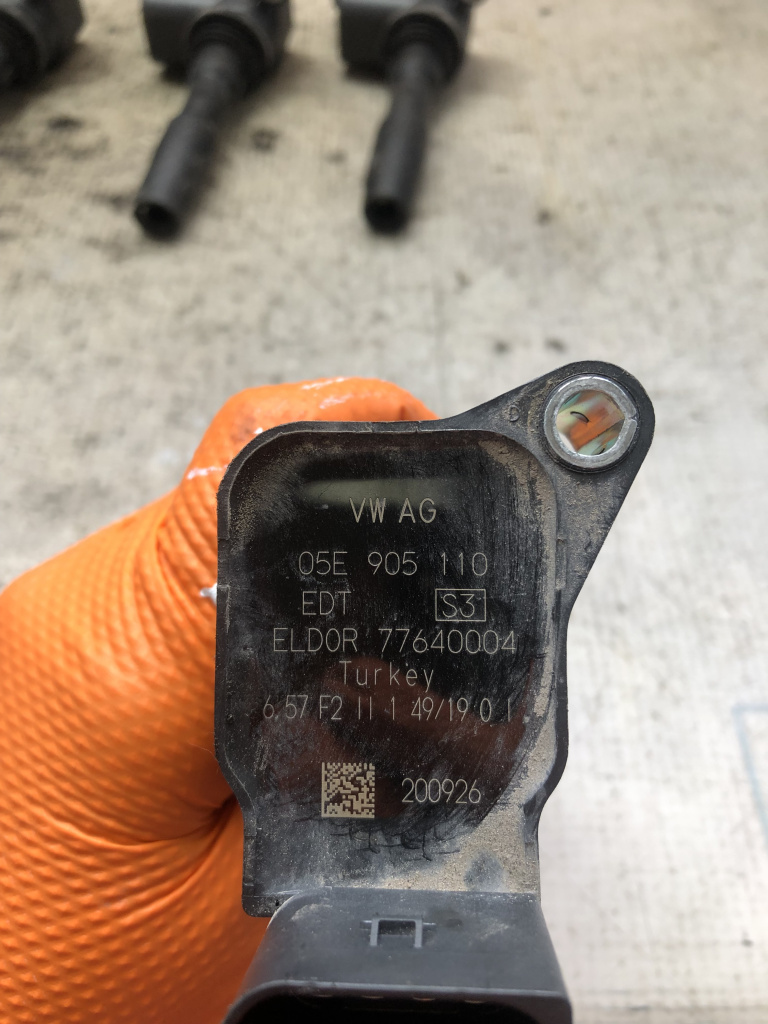 D
VW AG
05E 905 110
EDT S3
ELDOR 77640004
Turkey
6.57 F2 II 1 49/19 0 1
200926